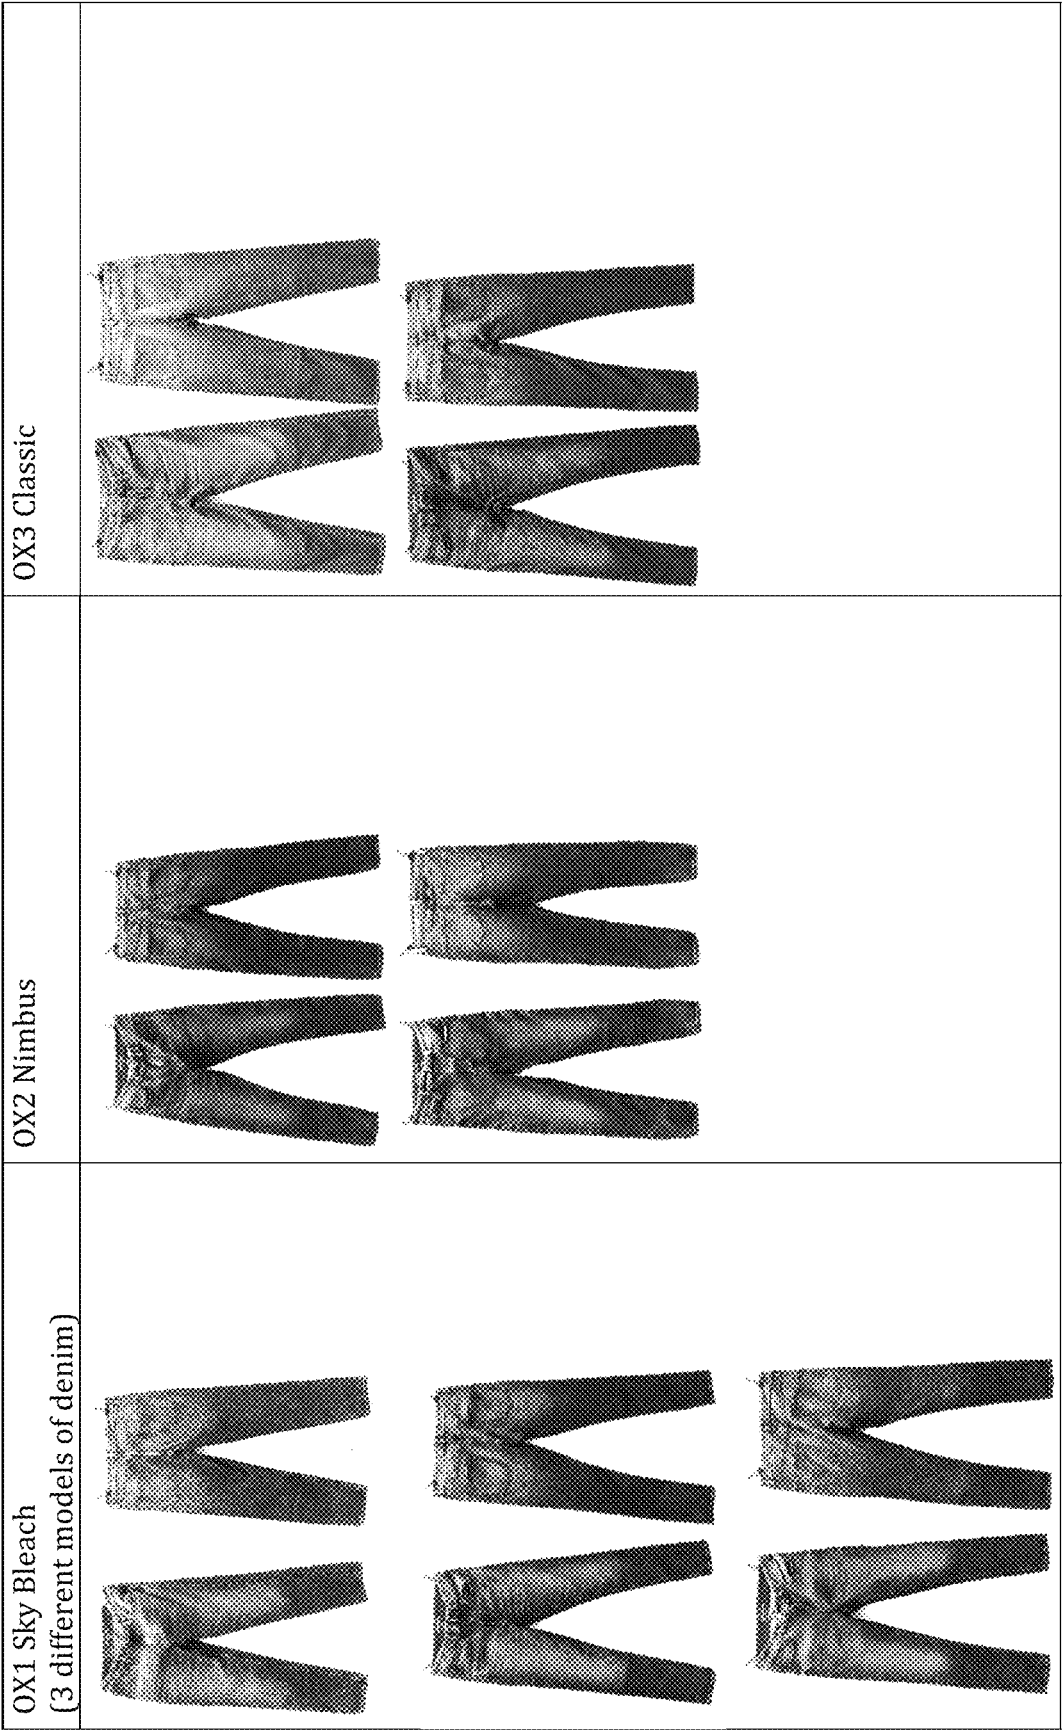 OX1 Sky Bleach
(3 different models of denim)
OX2 Nimbus
OX3 Classic